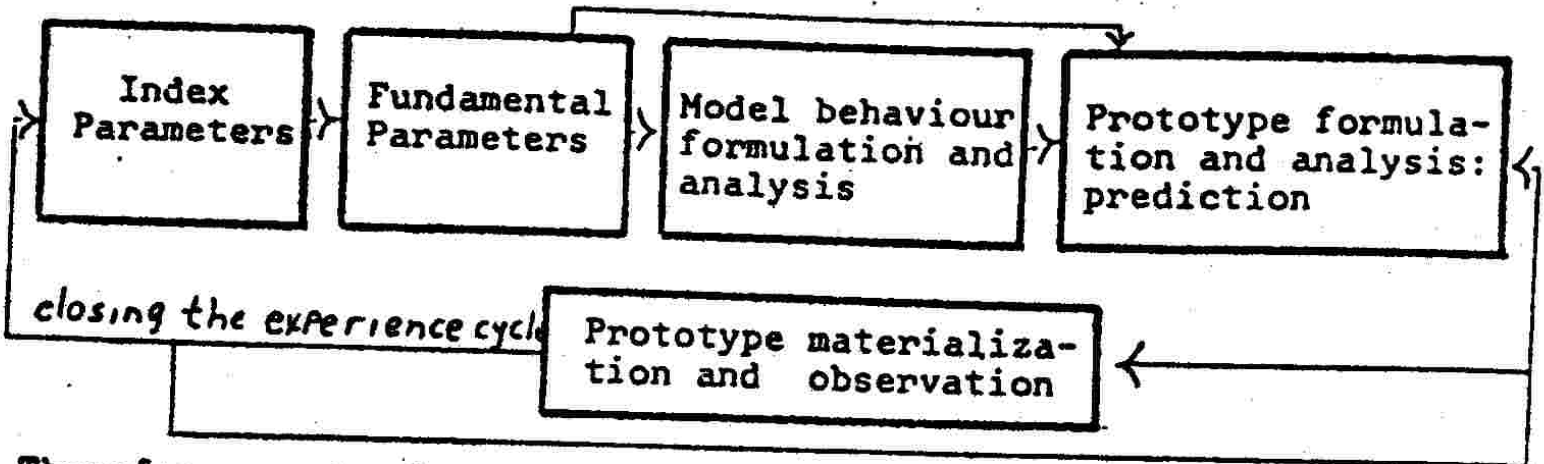 Index
Parameters
Fundamental
Parameters
Model behaviour
formulation and
analysis
Prototype formula-
tion and analysis:
prediction
closing the experience cycle
Prototype materializa-
tion and observation